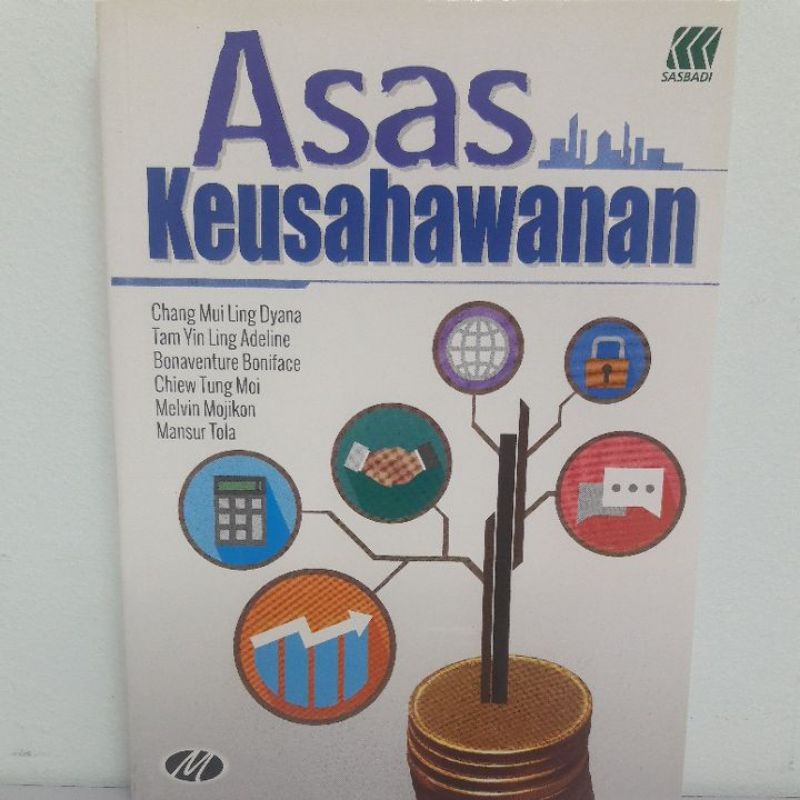 Asas
SASBADI
Keusahawanan
Chang Mui Ling Dyana
Tam Yin Ling Adeline
Bonaventure Boniface
Chiew Tung Moi
Melvin Mojikon
Mansur Tola
M